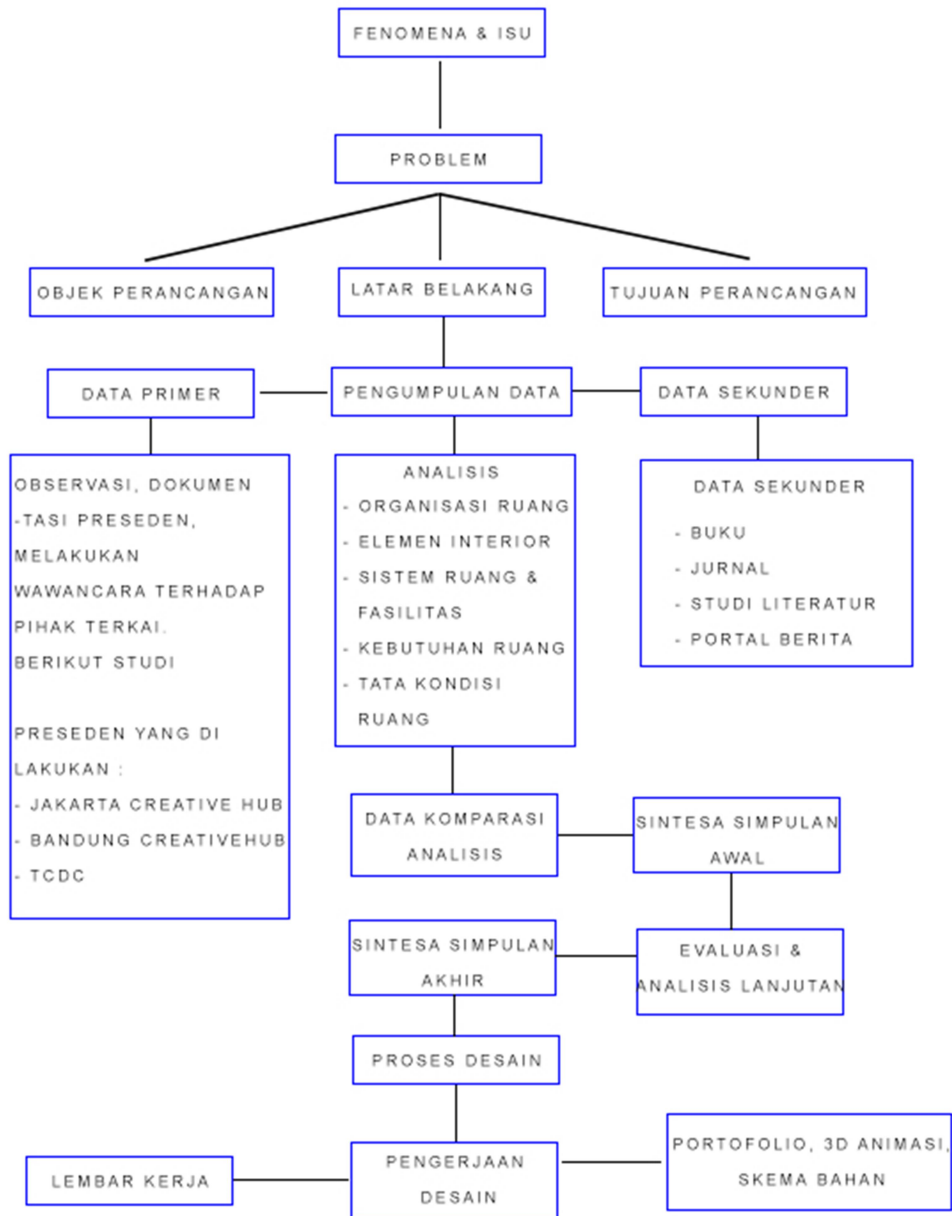 FENOMENA & ISU
PROBLEM
OBJEK PERANCANGAN
LATAR BELAKANG
TUJUAN PERANCANGAN
DATA PRIMER
PENGUMPULAN DATA
DATA SEKUNDER
OBSERVASI, DOKUMEN
-TASI PRESEDEN,
MELAKUKAN
WAWANCARA TERHADAP
PIHAK TERKAI.
BERIKUT STUDI
PRESEDEN YANG DI
LAKUKAN :
- JAKARTA CREATIVE HUB
- BANDUNG CREATIVEHUB
- TCDC
ANALISIS
- ORGANISASI RUANG
- ELEMEN INTERIOR
- SISTEM RUANG &
FASILITAS
- KEBUTUHAN RUANG
- TATA KONDISI
RUANG
DATA SEKUNDER
- BUKU
- JURNAL
- STUDI LITERATUR
- PORTAL BERITA
DATA KOMPARASI
ANALISIS
SINTESA SIMPULAN
AWAL
SINTESA SIMPULAN
AKHIR
EVALUASI &
ANALISIS LANJUTAN
PROSES DESAIN
LEMBAR KERJA
PENGERJAAN
DESAIN
PORTOFOLIO, 3D ANIMASI,
SKEMA BAHAN